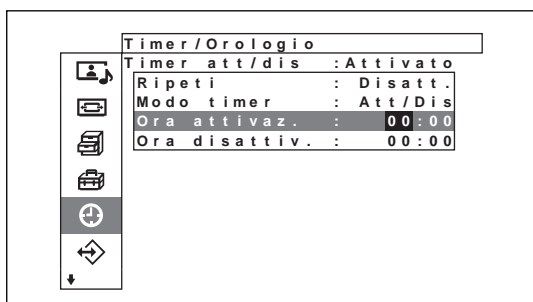 Timer/Orologio
Timer att/dis :Attivato
Ripeti : Disatt.
Modo timer : Att/Dis
Ora attivaz. : 00:00
Ora disattiv. : 00:00